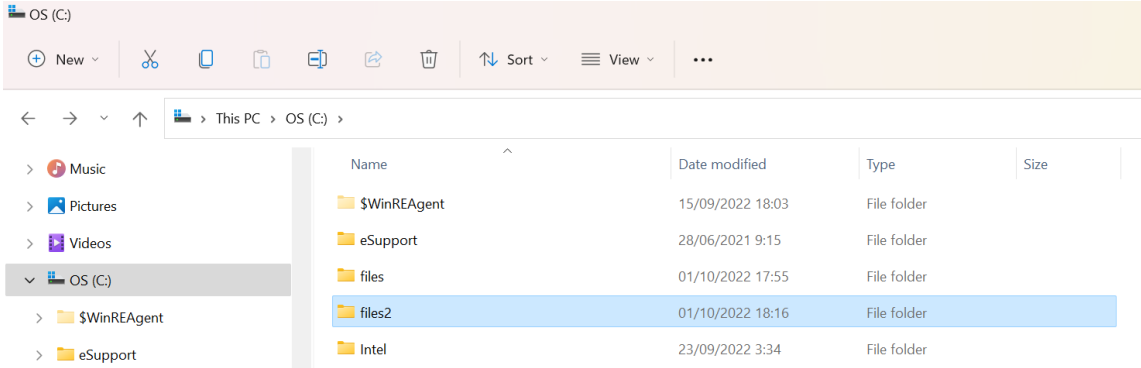 OS (C:)
New Sort View
This PC > OS (C:) >
Music
Pictures
Videos
OS (C:)
$WinREAgent
eSupport
Name Date modified Type Size
$WinREAgent 15/09/2022 18:03 File folder
eSupport 28/06/2021 9:15 File folder
files 01/10/2022 17:55 File folder
files2 01/10/2022 18:16 File folder
Intel 23/09/2022 3:34 File folder